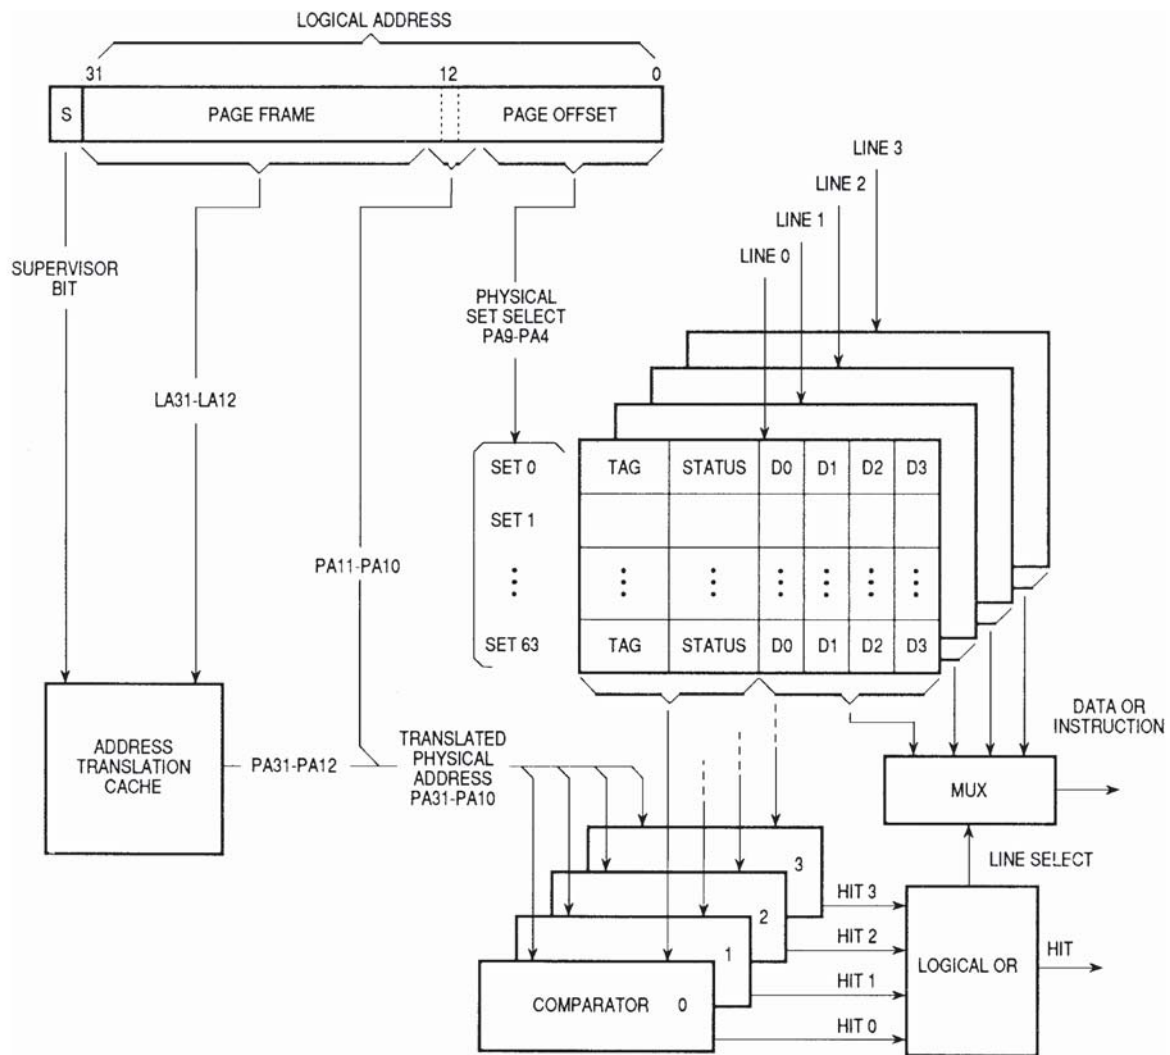 LOGICAL ADDRESS
31 12 0
S PAGE FRAME PAGE OFFSET
LINE 3
LINE 2
LINE 1
LINE 0
SUPERVISOR
BIT
PHYSICAL
SET SELECT
PA9-PA4
LA31-LA12
SET 0 TAG STATUS D0 D1 D2 D3
SET 1
PA11-PA10
SET 63 TAG STATUS D0 D1 D2 D3
ADDRESS
TRANSLATION
CACHE
PA31-PA12
TRANSLATED
PHYSICAL
ADDRESS
PA31-PA10
DATA OR
INSTRUCTION
MUX
LINE SELECT
3
2
1
COMPARATOR 0
HIT 3
HIT 2
HIT 1
HIT 0
LOGICAL OR
HIT